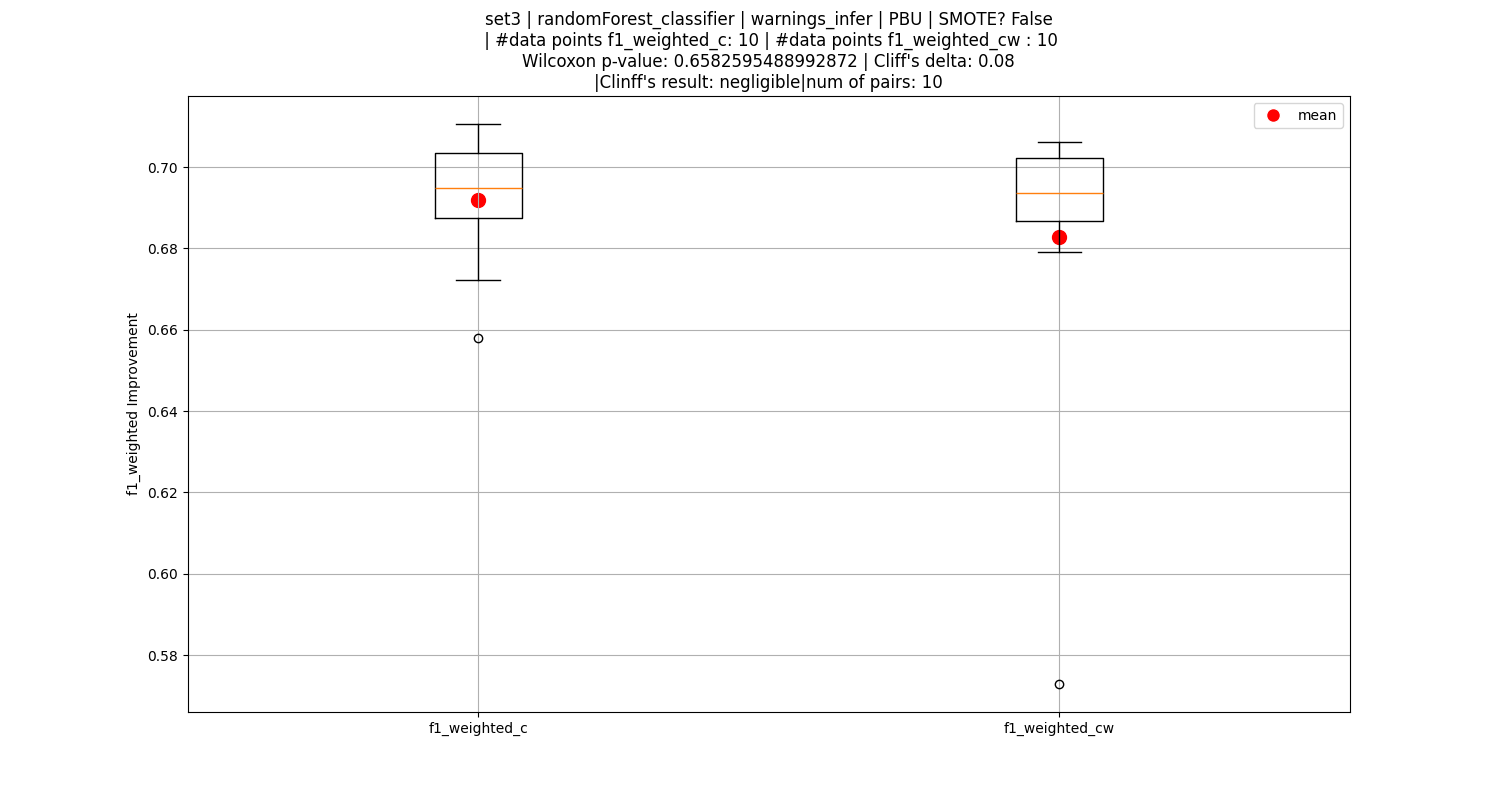 set3 | randomForest_classifier | warnings_infer | PBU | SMOTE? False
| #data points f1_weighted_c: 10 | #data points f1_weighted_cw : 10
Wilcoxon p-value: 0.6582595488992872 | Cliff's delta: 0.08
|Clinff's result: negligible|num of pairs: 10
mean
0.70
0.68
0.66
0.64
0.62
0.60
0.58
f1_weighted Improvement
f1_weighted_c
f1_weighted_cw